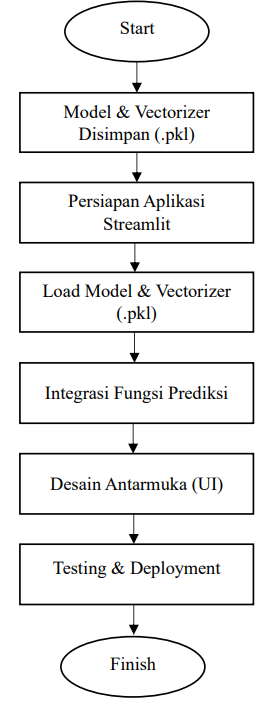 Start
Model & Vectorizer
Disimpan (.pkl)
Persiapan Aplikasi
Streamlit
Load Model & Vectorizer
(.pkl)
Integrasi Fungsi Prediksi
Desain Antarmuka (UI)
Testing & Deployment
Finish